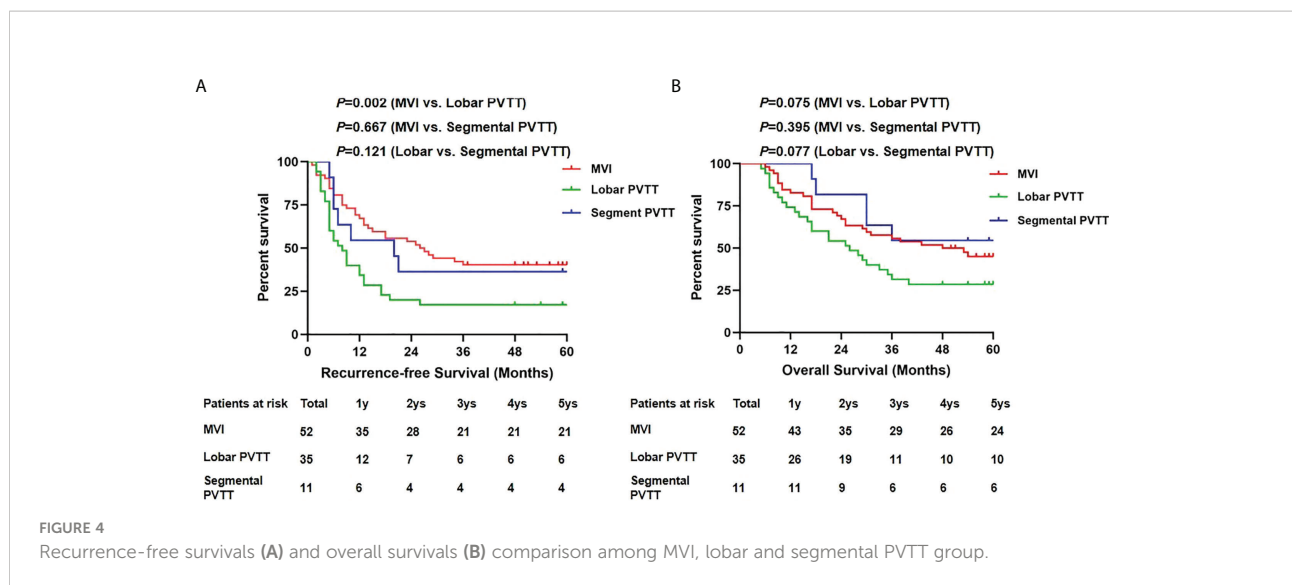 A
P=0.002 (MVI vs. Lobar PVTT)
P=0.667 (MVI vs. Segmental PVTT)
P=0.121 (Lobar vs. Segmental PVTT)
MVI
Lobar PVTT
Segment PVTT
Percent survival
100
75
50
25
0
0 12 24 36 48 60
Recurrence-free Survival (Months)
Patients at risk Total 1y 2ys 3ys 4ys 5ys
MVI 52 35 28 21 21 21
Lobar PVTT 35 12 7 6 6 6
Segmental PVTT 11 6 4 4 4 4
B
P=0.075 (MVI vs. Lobar PVTT)
P=0.395 (MVI vs. Segmental PVTT)
P=0.077 (Lobar vs. Segmental PVTT)
MVI
Lobar PVTT
Segmental PVTT
Percent survival
100
75
50
25
0
0 12 24 36 48 60
Overall Survival (Months)
Patients at risk Total 1y 2ys 3ys 4ys 5ys
MVI 52 43 35 29 26 24
Lobar PVTT 35 26 19 11 10 10
Segmental PVTT 11 11 9 6 6 6
FIGURE 4
Recurrence-free survivals (A) and overall survivals (B) comparison among MVI, lobar and segmental PVTT group.